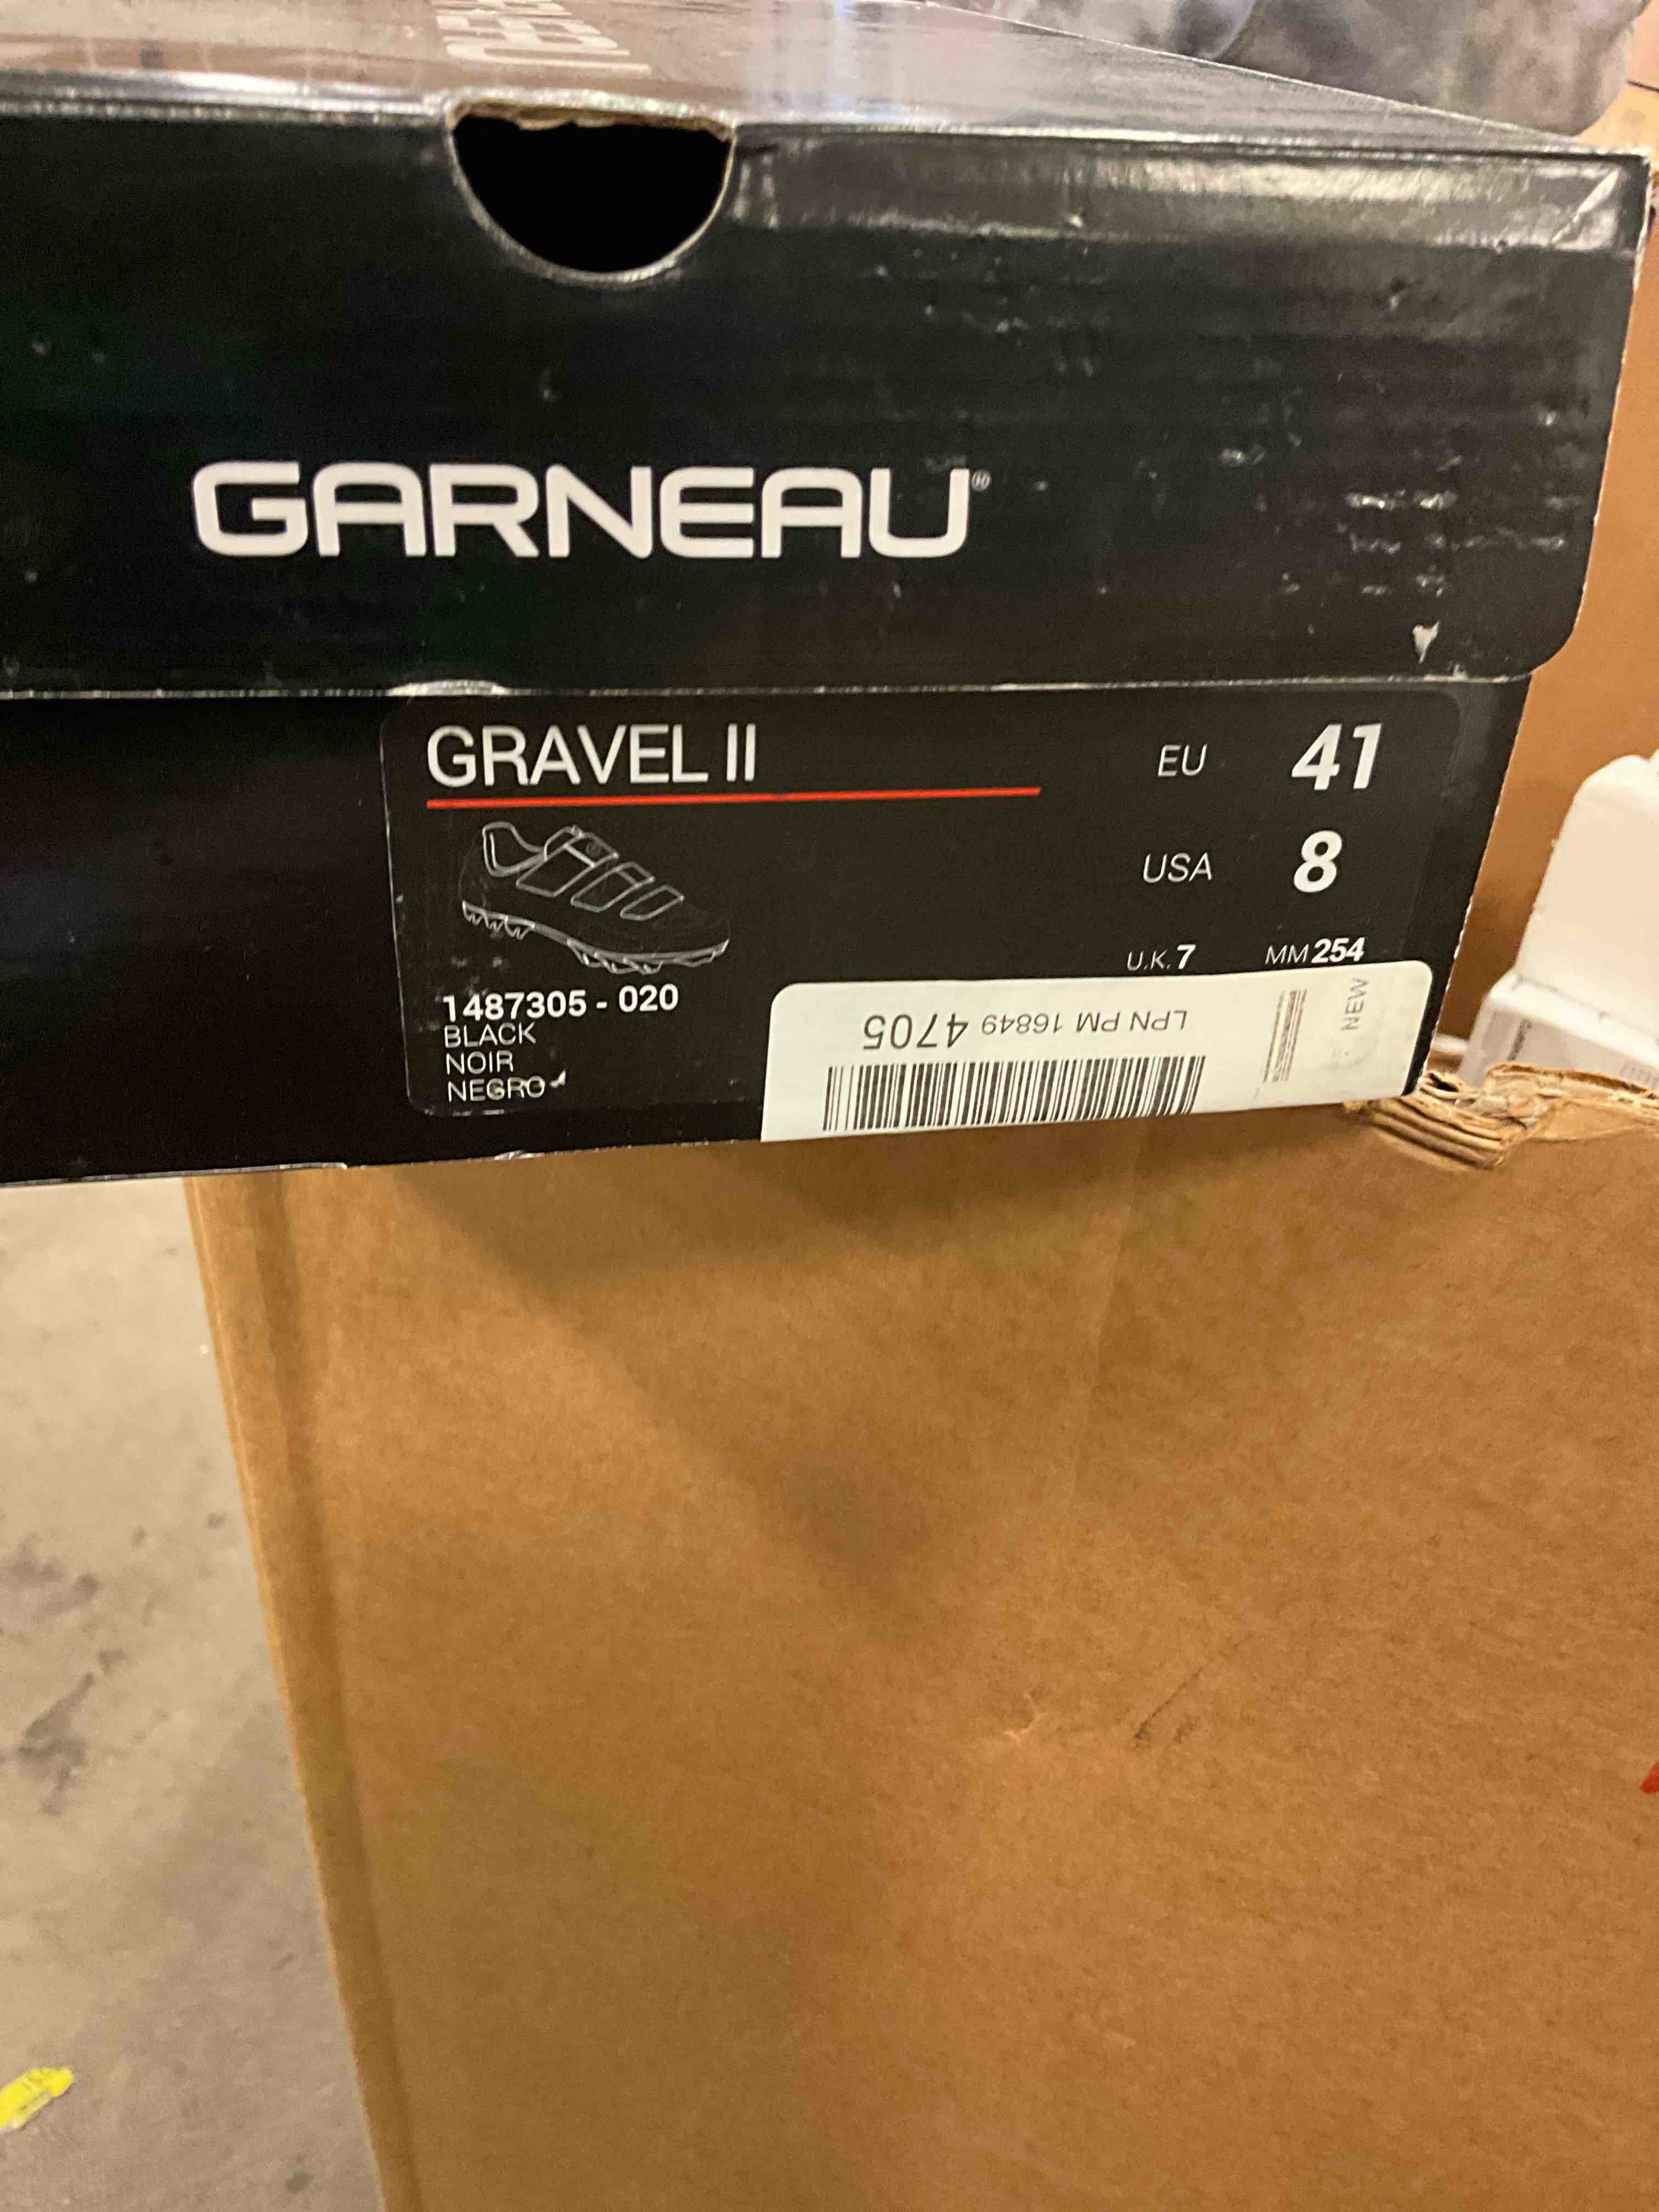 GARNEAU®
GRAVEL II
EU 41
USA 8
U.K. 7 MM 254
1487305 - 020
BLACK
NOIR
NEGRO
LPN PM 16849 4705
NEW